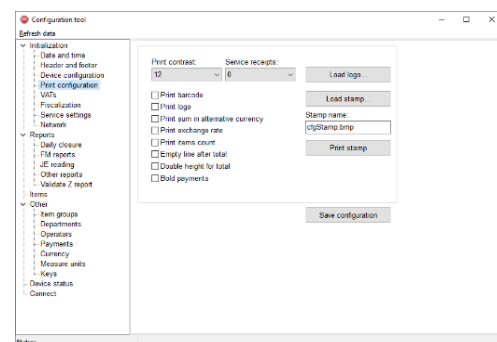 Configuration tool
Refresh data
Initialization
Date and time
Header and footer
Device configuration
Print configuration
VATs
Fiscalization
Service settings
Network
Reports
Daily closure
FM reports
JE reading
Other reports
Validate Z report
Items
Other
Item groups
Departments
Operators
Payments
Currency
Measure units
Keys
Device status
Connect
Print contrast: Service receipts:
12 0
Print barcode
Print logo
Print sum in alternative currency
Print exchange rate
Print items count
Empty line after total
Double height for total
Bold payments
Load logo...
Load stamp...
Stamp name:
cfgStamp.bmp
Print stamp
Save configuration